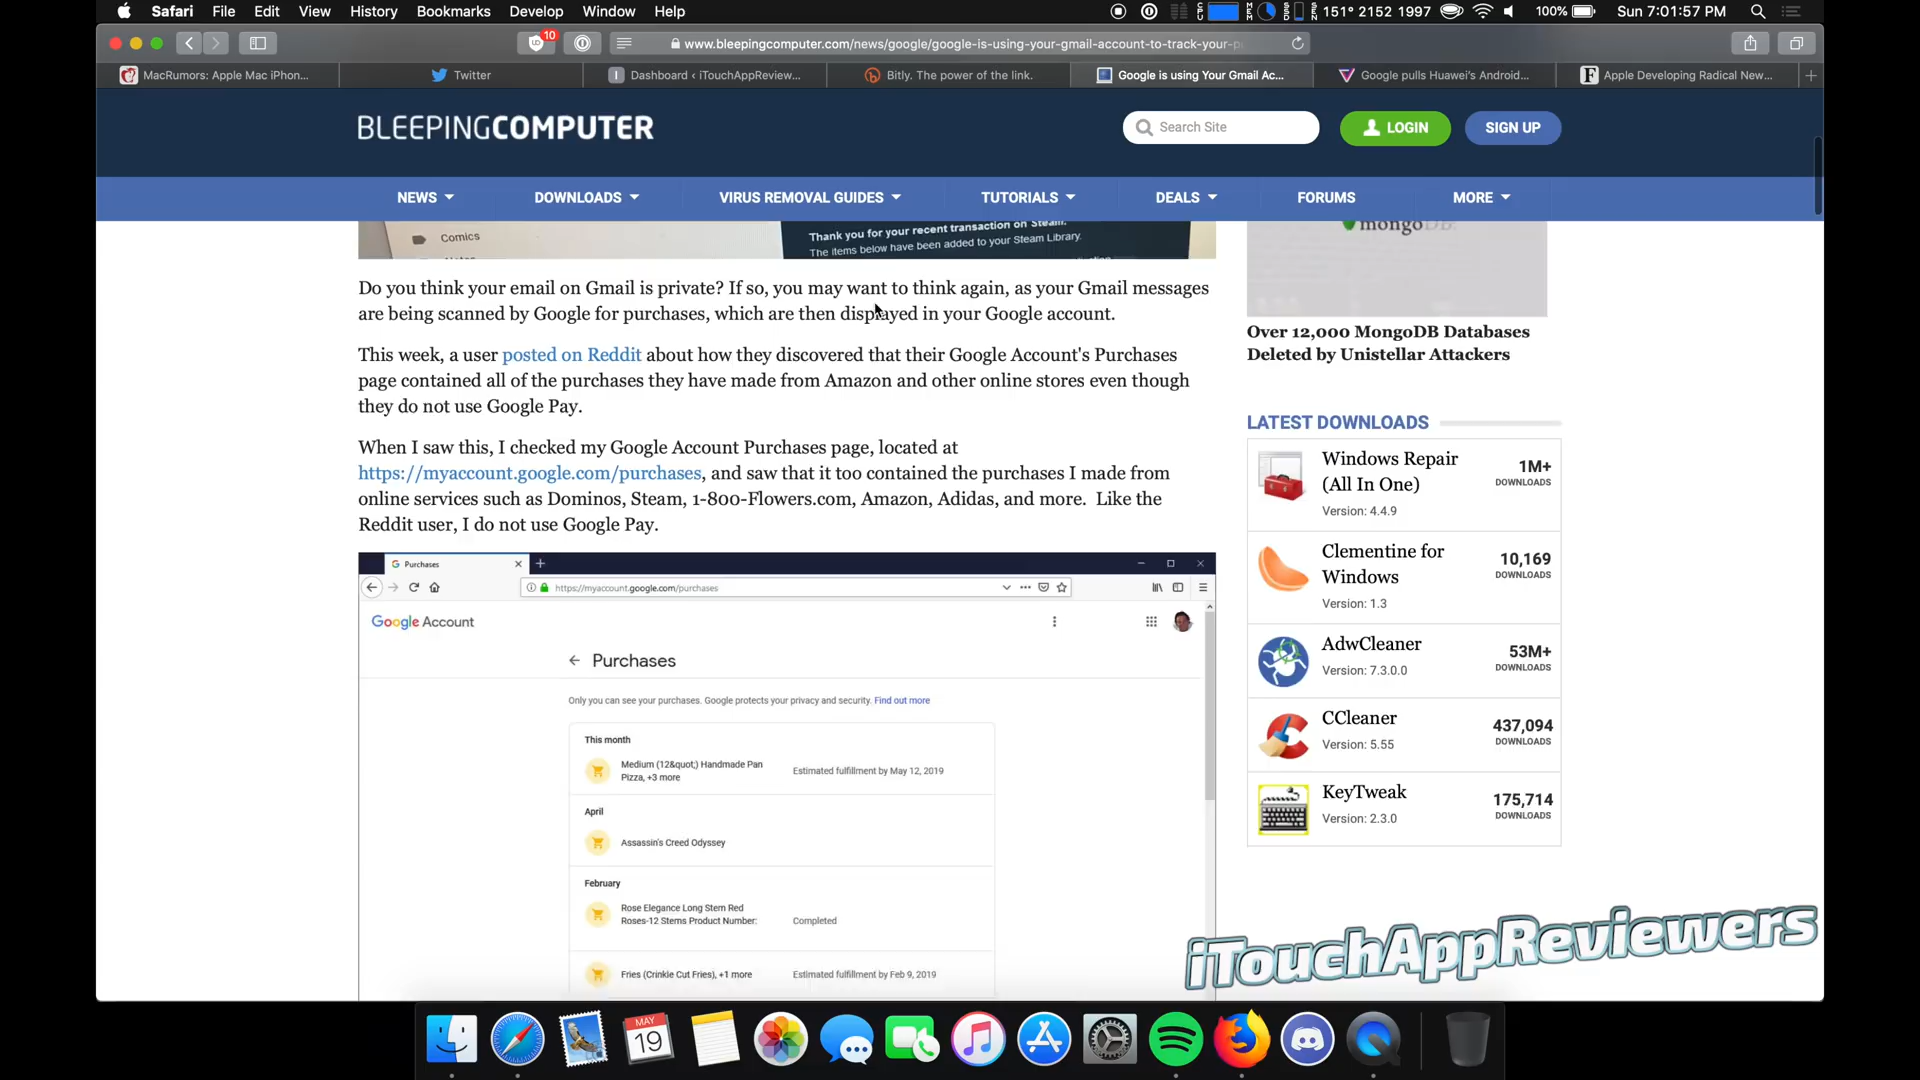 Safari File Edit View History Bookmarks Develop Window Help 151° 2152 1997 100% Sun 7:01:57 PM
10 www.bleepingcomputer.com/news/google/google-is-using-your-gmail-account-to-track-your-p
MacRumors: Apple Mac iPhon... Twitter Dashboard ‹ iTouchAppReview... Bitly. The power of the link. Google is using Your Gmail Ac... Google pulls Huawei's Android... Apple Developing Radical New...
BLEEPINGCOMPUTER Search Site LOGIN SIGN UP
NEWS DOWNLOADS VIRUS REMOVAL GUIDES TUTORIALS DEALS FORUMS MORE
Comics
Thank you for your recent transaction on Steam.
The items below have been added to your Steam Library.
mongoDB
Do you think your email on Gmail is private? If so, you may want to think again, as your Gmail messages
are being scanned by Google for purchases, which are then displayed in your Google account.
This week, a user posted on Reddit about how they discovered that their Google Account's Purchases
page contained all of the purchases they have made from Amazon and other online stores even though
they do not use Google Pay.
When I saw this, I checked my Google Account Purchases page, located at
https://myaccount.google.com/purchases, and saw that it too contained the purchases I made from
online services such as Dominos, Steam, 1-800-Flowers.com, Amazon, Adidas, and more. Like the
Reddit user, I do not use Google Pay.
Purchases
https://myaccount.google.com/purchases
Google Account
Purchases
Only you can see your purchases. Google protects your privacy and security. Find out more
This month
Medium (12&quot;) Handmade Pan
Pizza, +3 more
Estimated fulfillment by May 12, 2019
April
Assassin's Creed Odyssey
February
Rose Elegance Long Stem Red
Roses-12 Stems Product Number:
Completed
Fries (Crinkle Cut Fries), +1 more
Estimated fulfillment by Feb 9, 2019
Over 12,000 MongoDB Databases
Deleted by Unistellar Attackers
LATEST DOWNLOADS
Windows Repair
(All In One)
Version: 4.4.9
1M+
DOWNLOADS
Clementine for
Windows
Version: 1.3
10,169
DOWNLOADS
AdwCleaner
Version: 7.3.0.0
53M+
DOWNLOADS
CCleaner
Version: 5.55
437,094
DOWNLOADS
KeyTweak
Version: 2.3.0
175,714
DOWNLOADS
iTouchAppReviewers
MAY
19